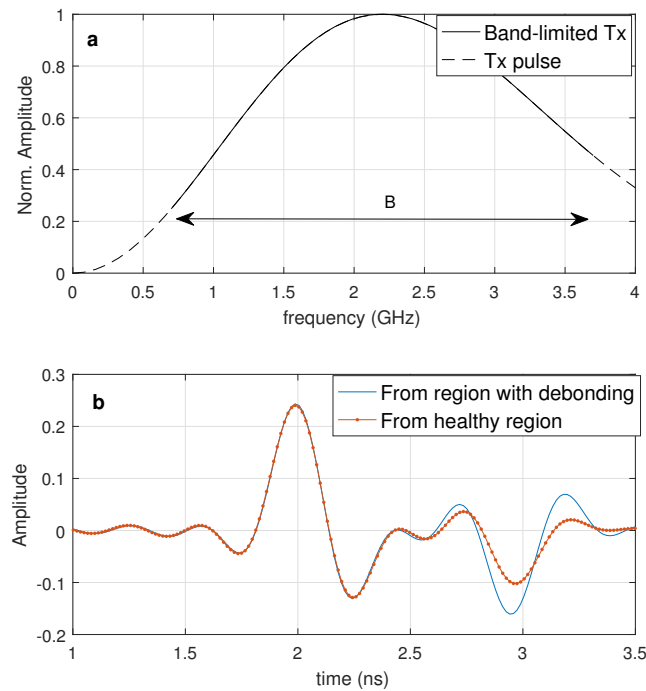 a
Band-limited Tx
Tx pulse
Norm. Amplitude
1
0.8
0.6
0.4
0.2
0
B
0 0.5 1 1.5 2 2.5 3 3.5 4
frequency (GHz)
b
From region with debonding
From healthy region
Amplitude
0.3
0.2
0.1
0
-0.1
-0.2
1 1.5 2 2.5 3 3.5
time (ns)